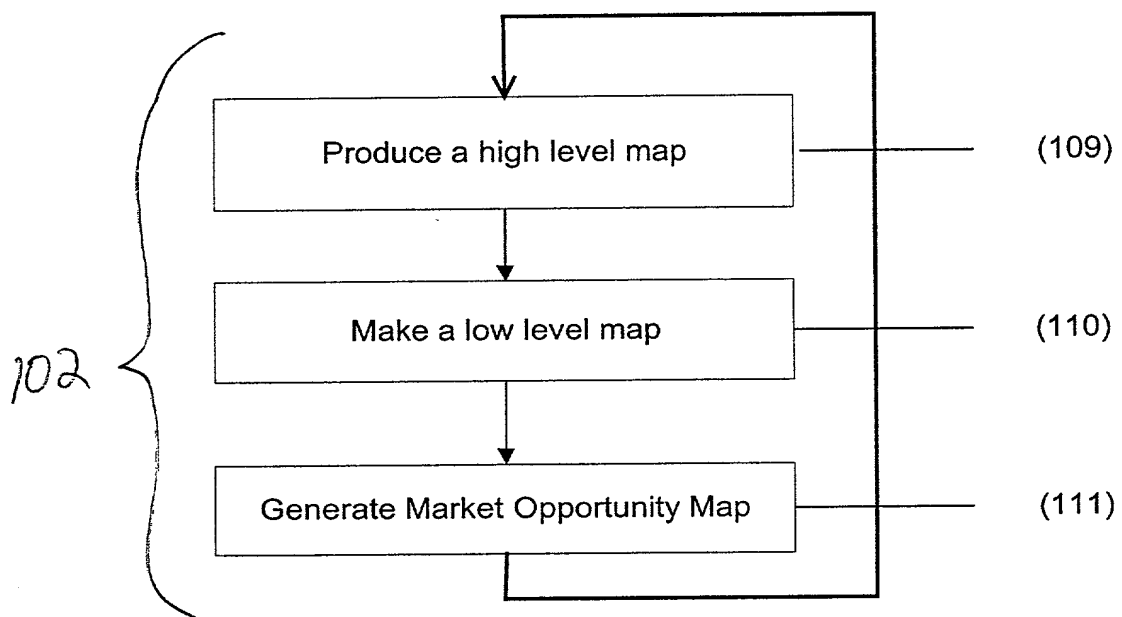 Produce a high level map (109)
Make a low level map (110)
102
Generate Market Opportunity Map (111)